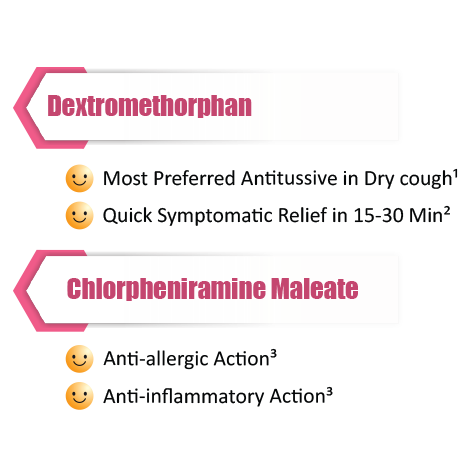 Dextromethorphan
Most Preferred Antitussive in Dry cough¹
Quick Symptomatic Relief in 15-30 Min²
Chlorpheniramine Maleate
Anti-allergic Action³
Anti-inflammatory Action³